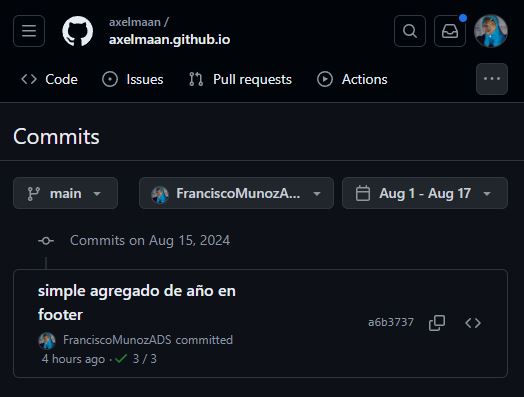 axelmaan /
axelmaan.github.io
Code Issues Pull requests Actions
Commits
main FranciscoMunozA... Aug 1 - Aug 17
Commits on Aug 15, 2024
simple agregado de año en
footer
a6b3737
FranciscoMunozADS committed
4 hours ago · 3 / 3